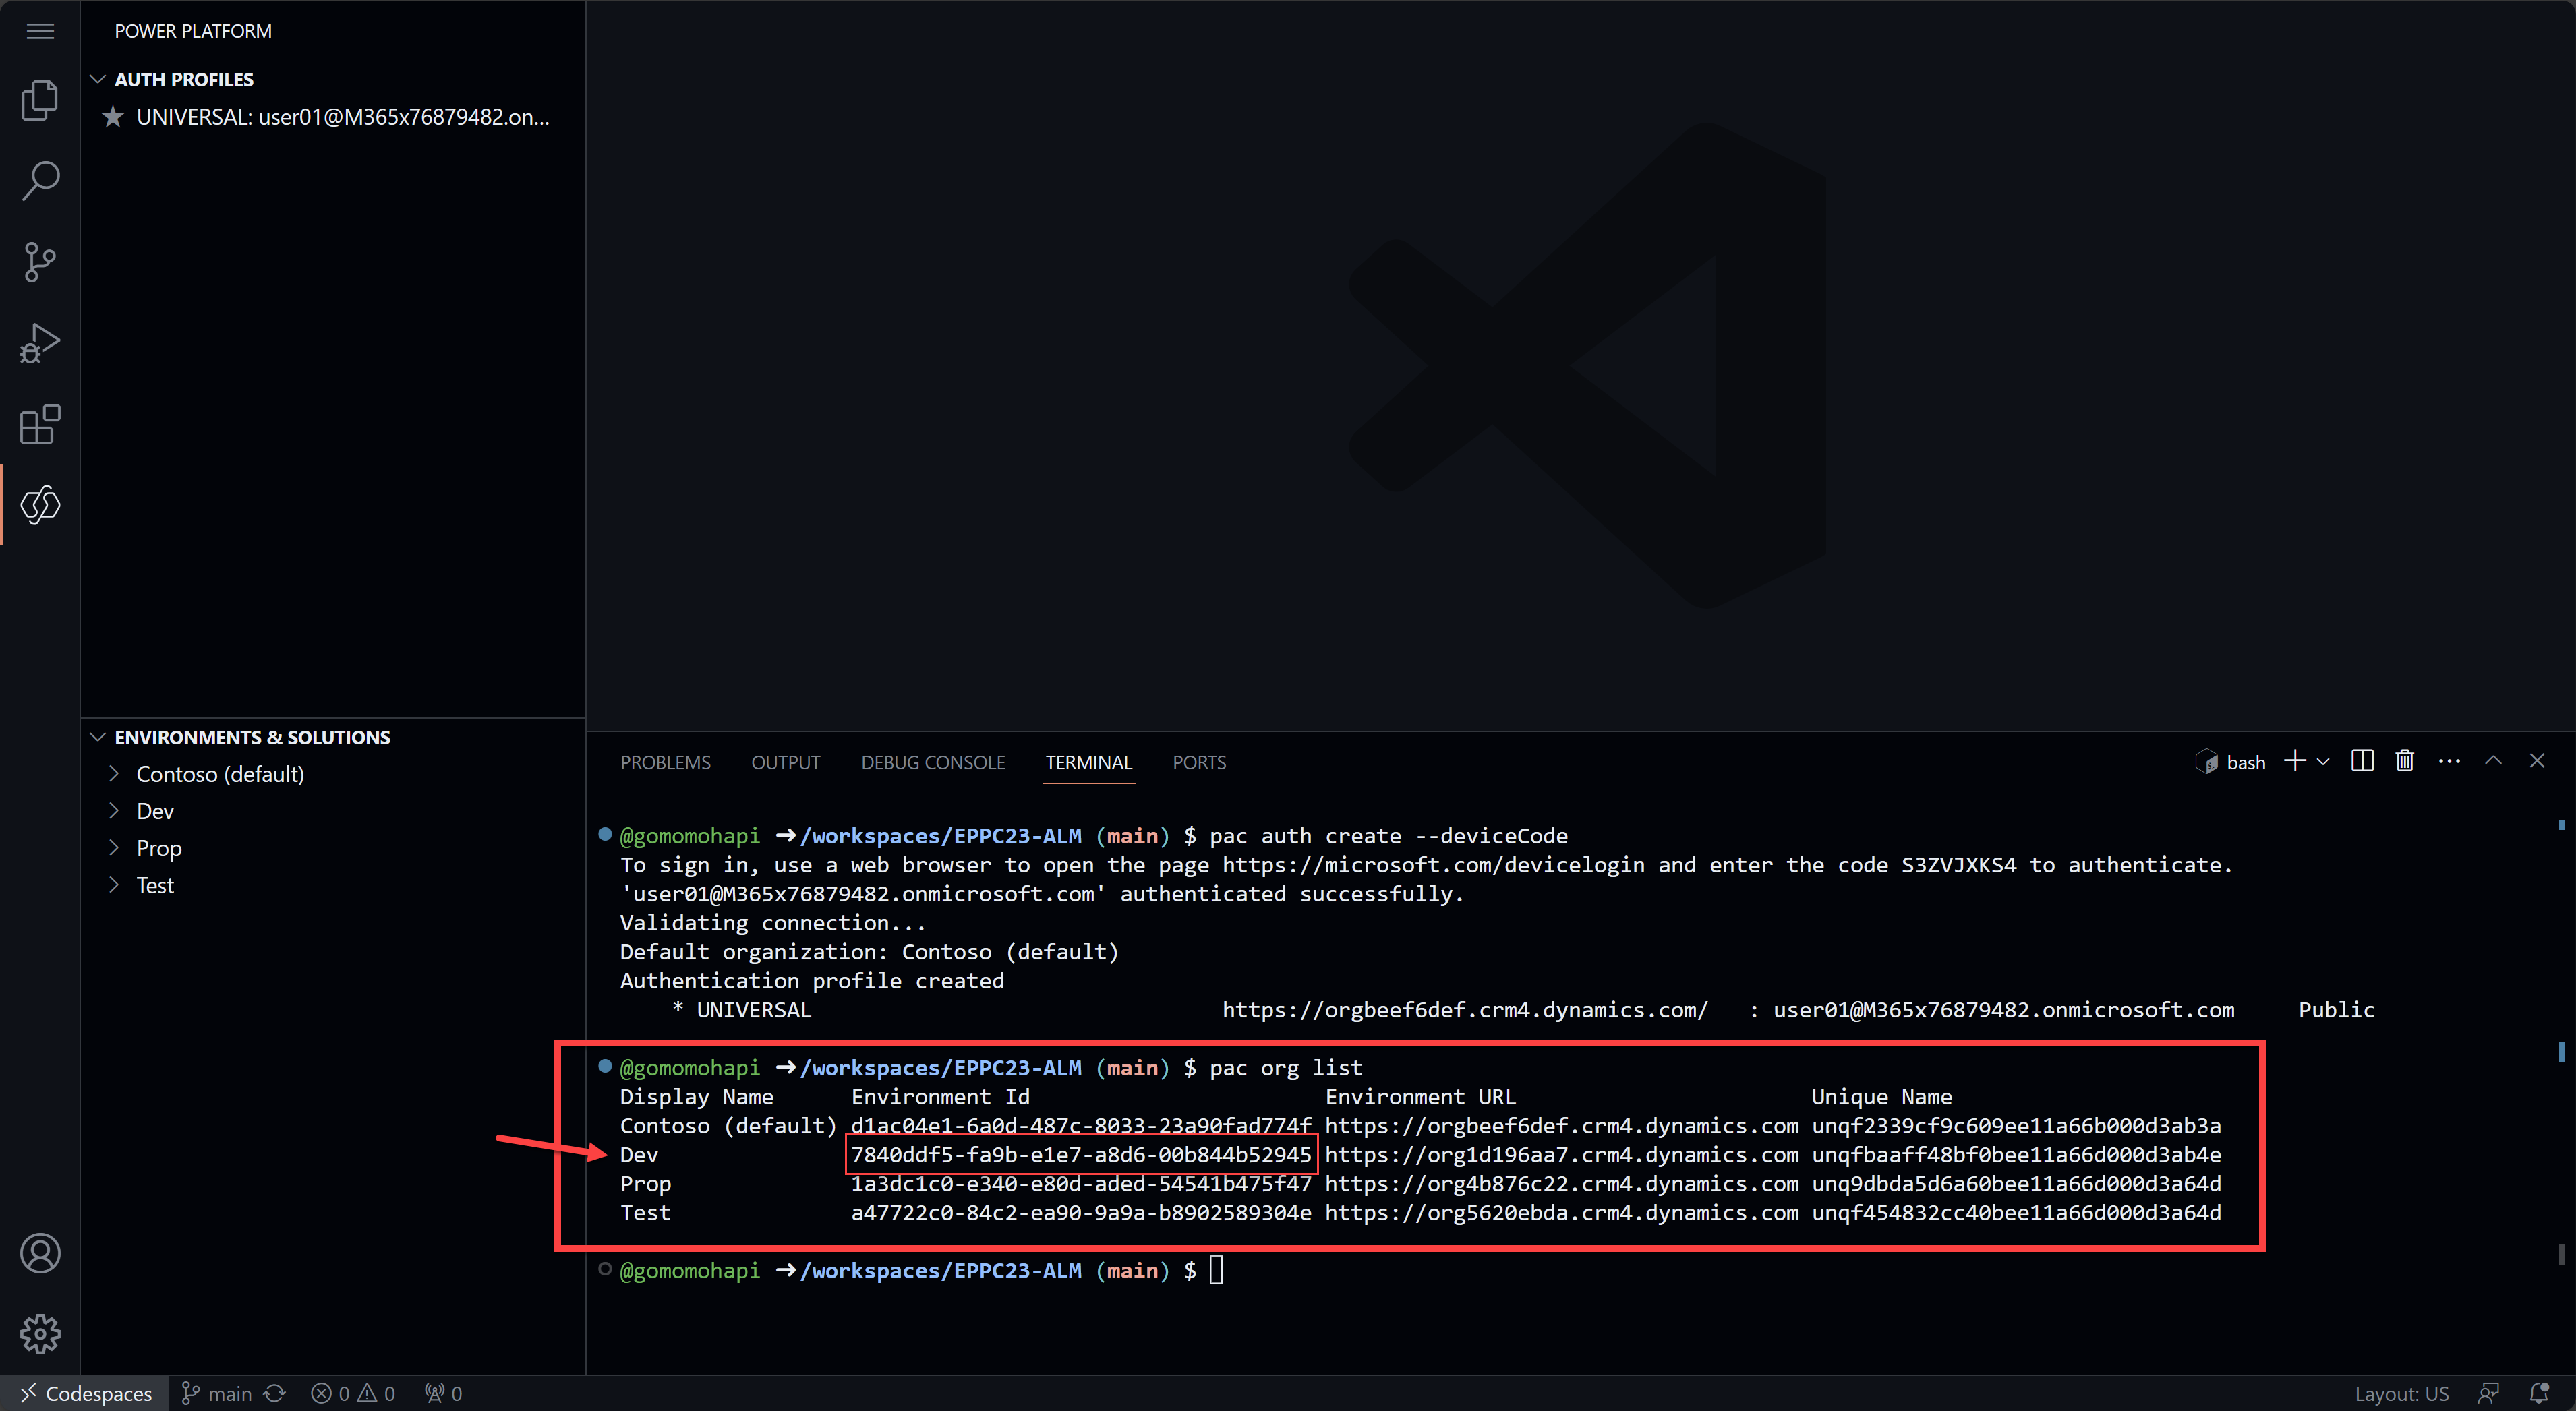 POWER PLATFORM
AUTH PROFILES
UNIVERSAL: user01@M365x76879482.on...
ENVIRONMENTS & SOLUTIONS
Contoso (default)
Dev
Prop
Test
PROBLEMS OUTPUT DEBUG CONSOLE TERMINAL PORTS
bash
@gomomohapi ➜/workspaces/EPPC23-ALM (main) $ pac auth create --deviceCode
To sign in, use a web browser to open the page https://microsoft.com/devicelogin and enter the code S3ZVJXKS4 to authenticate.
'user01@M365x76879482.onmicrosoft.com' authenticated successfully.
Validating connection...
Default organization: Contoso (default)
Authentication profile created
* UNIVERSAL https://orgbeef6def.crm4.dynamics.com/ : user01@M365x76879482.onmicrosoft.com Public
@gomomohapi ➜/workspaces/EPPC23-ALM (main) $ pac org list
Display Name Environment Id Environment URL Unique Name
Contoso (default) d1ac04e1-6a0d-487c-8033-23a90fad774f https://orgbeef6def.crm4.dynamics.com unqf2339cf9c609ee11a66b000d3ab3a
Dev 7840ddf5-fa9b-e1e7-a8d6-00b844b52945 https://org1d196aa7.crm4.dynamics.com unqfbaaff48bf0bee11a66d000d3ab4e
Prop 1a3dc1c0-e340-e80d-aded-54541b475f47 https://org4b876c22.crm4.dynamics.com unq9dbda5d6a60bee11a66d000d3a64d
Test a47722c0-84c2-ea90-9a9a-b8902589304e https://org5620ebda.crm4.dynamics.com unqf454832cc40bee11a66d000d3a64d
@gomomohapi ➜/workspaces/EPPC23-ALM (main) $
Codespaces main 0 0 0 Layout: US